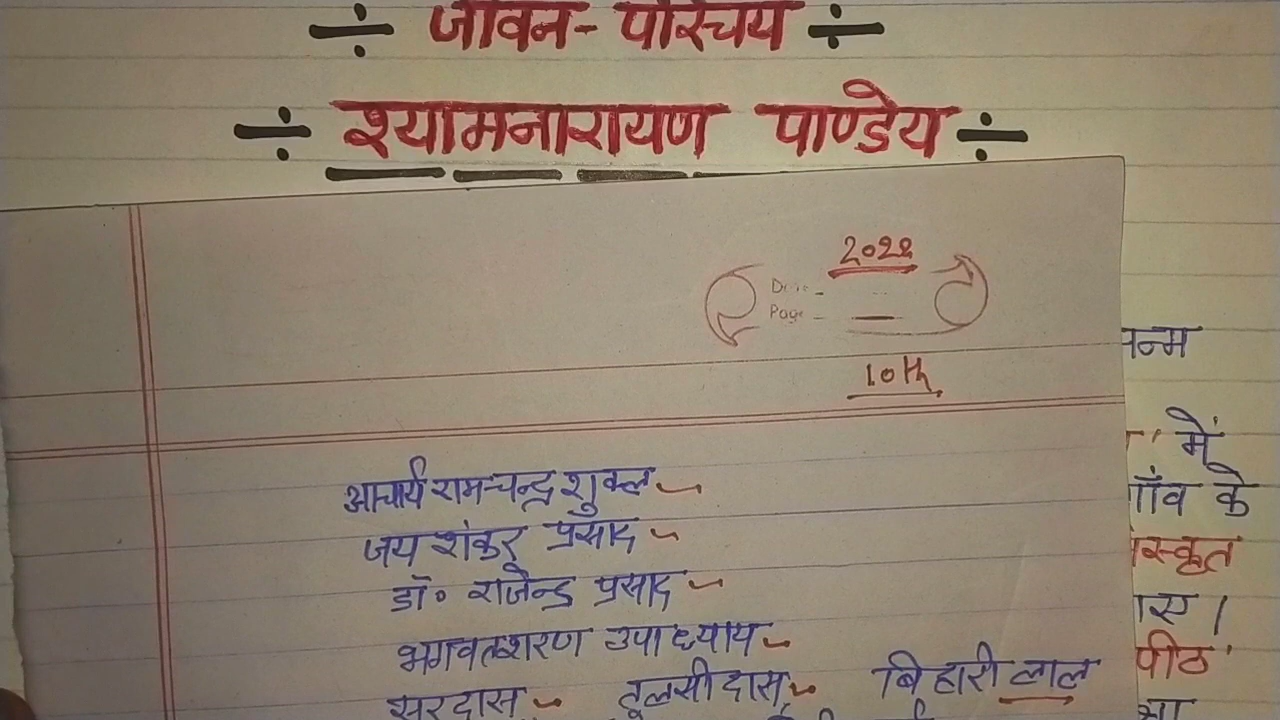 ÷ जीवन-परिचय ÷
÷ श्यामनारायण पाण्डेय ÷
2022
Date
Page
10th
न्म
में
गाँव के
स्कृत
पीठ'
आचार्य रामचन्द्र शुक्ल
जय शंकर प्रसाद
डॉ० राजेन्द्र प्रसाद
भगवतशरण उपाध्याय
सूरदास तुलसीदास बिहारी लाल